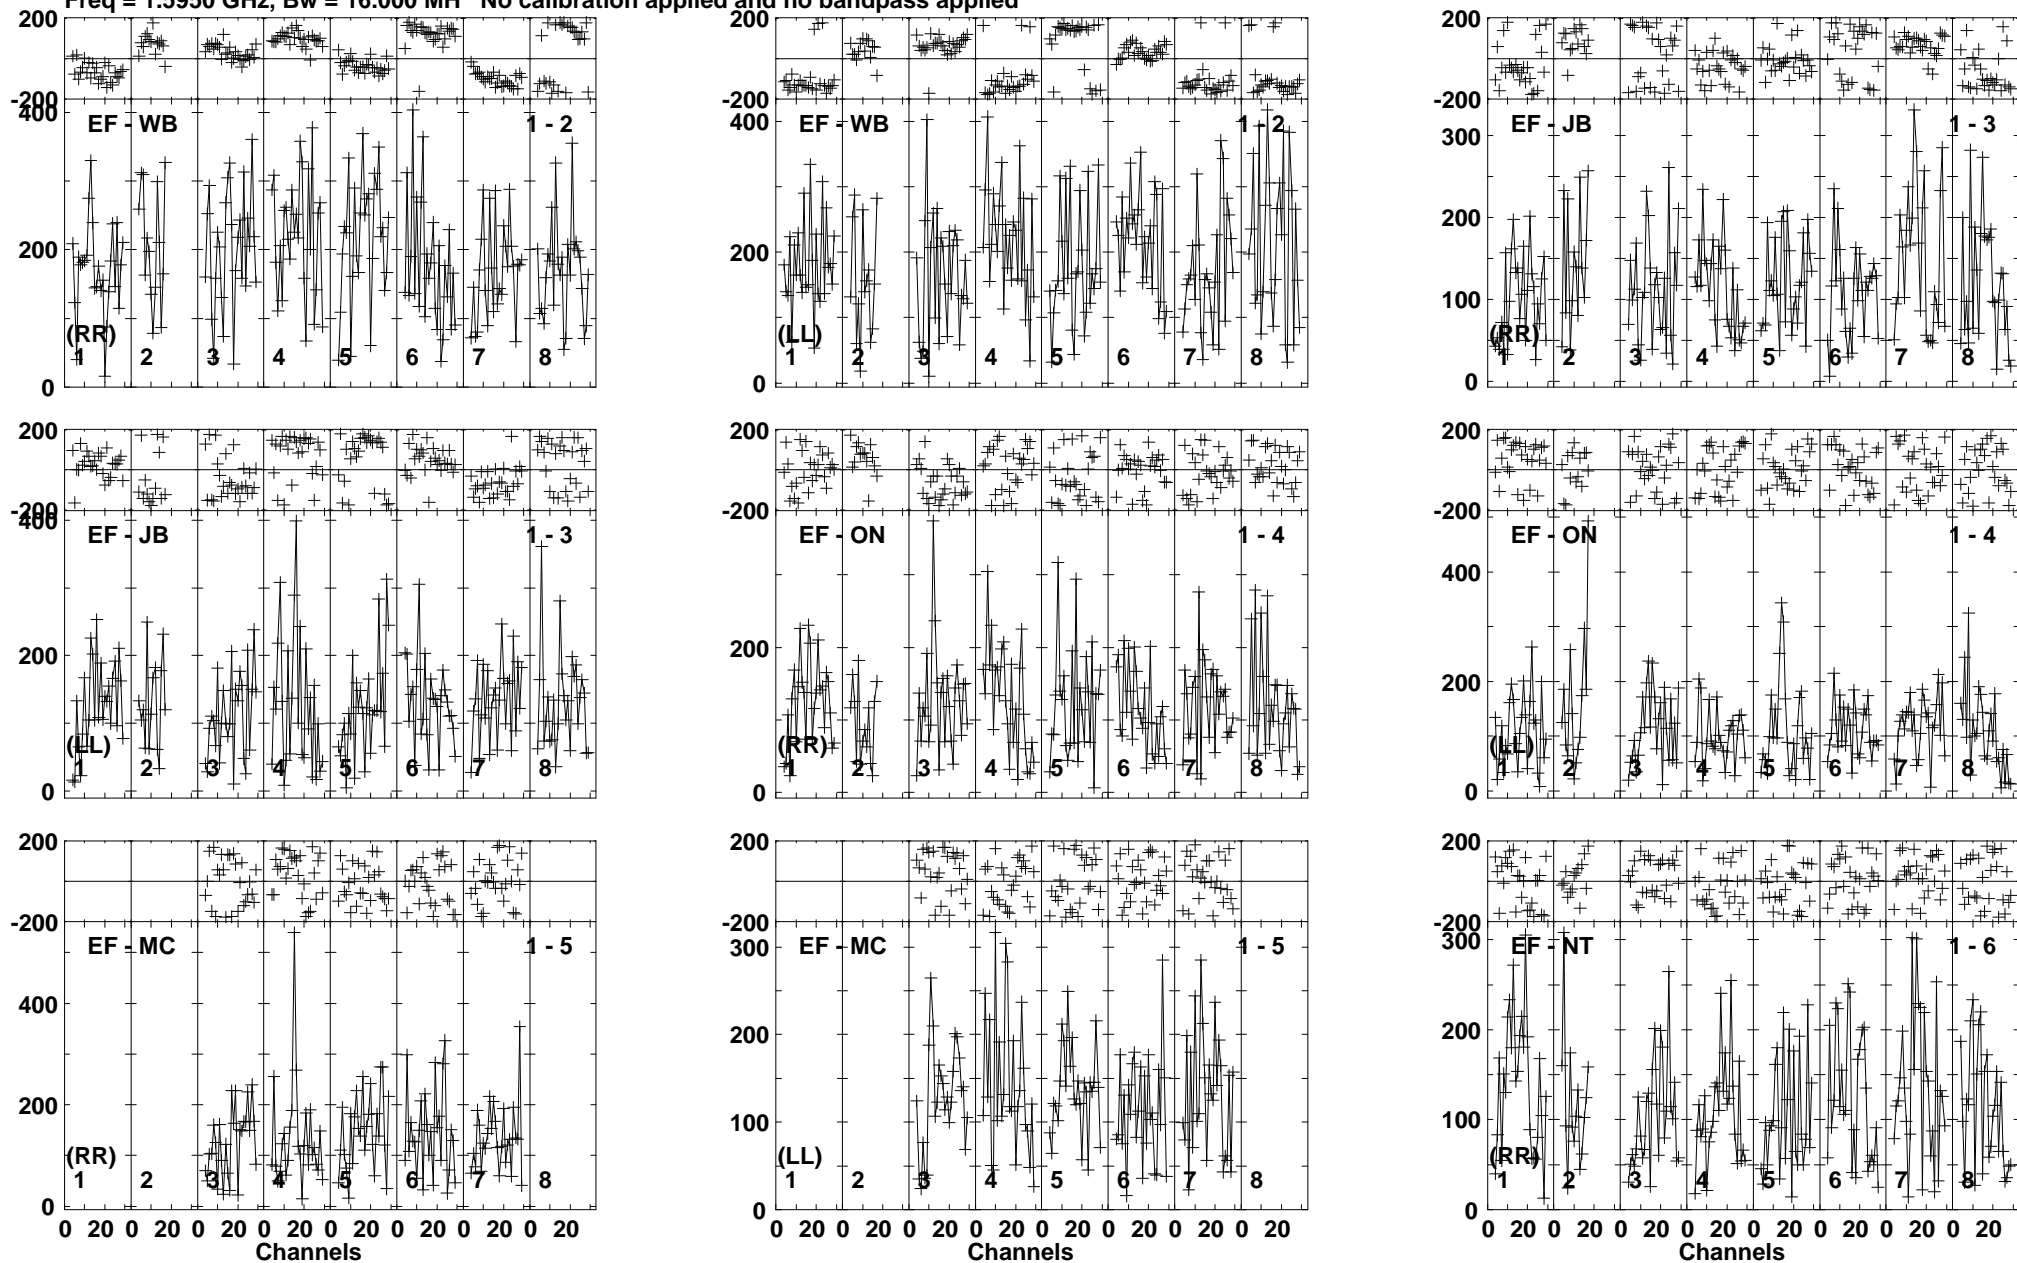 Freq = 1.5950 GHz, Bw = 16.000 MH No calibration applied and no bandpass applied
200 200 200
-200 -200 -200
400 EF - WB 1 - 2 400 EF - WB 1 - 2 300 EF - JB 1 - 3
200 200 200
100
(RR) (LL) (RR)
1 2 3 4 5 6 7 8 1 2 3 4 5 6 7 8 1 2 3 4 5 6 7 8
0 0 0
200 200 200
-200 -200 -200
400 EF - JB 1 - 3 EF - ON 1 - 4 EF - ON 1 - 4
400
200 200 200
(LL) (RR) (LL)
1 2 3 4 5 6 7 8 1 2 3 4 5 6 7 8 1 2 3 4 5 6 7 8
0 0 0
200 200 200
-200 -200 -200
EF - MC 1 - 5 300 EF - MC 1 - 5 300 EF - NT 1 - 6
400 200 200
200 100 100
(RR) (LL) (RR)
1 2 3 4 5 6 7 8 1 2 3 4 5 6 7 8 1 2 3 4 5 6 7 8
0 0 0
0 20 0 20 0 20 0 20 0 20 0 20 0 20 0 20 0 20 0 20 0 20 0 20 0 20 0 20 0 20 0 20 0 20 0 20 0 20 0 20 0 20 0 20 0 20 0 20
Channels Channels Channels